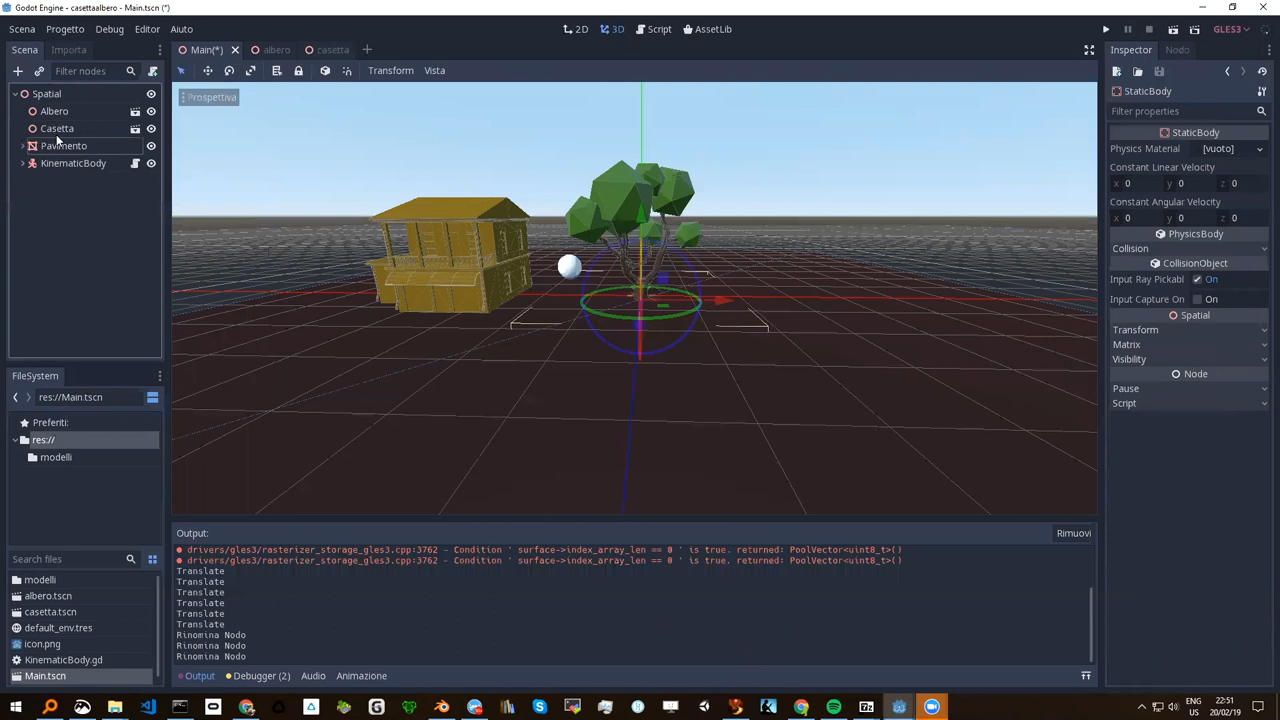 Godot Engine - casettaalbero - Main.tscn (*)
Scena Progetto Debug Editor Aiuto
2D 3D Script AssetLib
GLES3
Scena Importa
Main(*) albero casetta
Inspector Nodo
Filter nodes
Transform Vista
StaticBody
Filter properties
Spatial
Albero
Casetta
Pavimento
KinematicBody
Prospettiva
StaticBody
Physics Material [vuoto]
Constant Linear Velocity
x 0 y 0 z 0
Constant Angular Velocity
x 0 y 0 z 0
PhysicsBody
Collision
CollisionObject
Input Ray Pickabl On
Input Capture On On
Spatial
Transform
Matrix
Visibility
Node
Pause
Script
FileSystem
res://Main.tscn
Preferiti:
res://
modelli
Search files
modelli
albero.tscn
casetta.tscn
default_env.tres
icon.png
KinematicBody.gd
Main.tscn
Output:
Rimuovi
drivers/gles3/rasterizer_storage_gles3.cpp:3762 - Condition ' surface->index_array_len == 0 ' is true. returned: PoolVector<uint8_t>()
drivers/gles3/rasterizer_storage_gles3.cpp:3762 - Condition ' surface->index_array_len == 0 ' is true. returned: PoolVector<uint8_t>()
Translate
Translate
Translate
Translate
Translate
Translate
Rinomina Nodo
Rinomina Nodo
Rinomina Nodo
Output Debugger (2) Audio Animazione
ENG
US
22:51
20/02/19